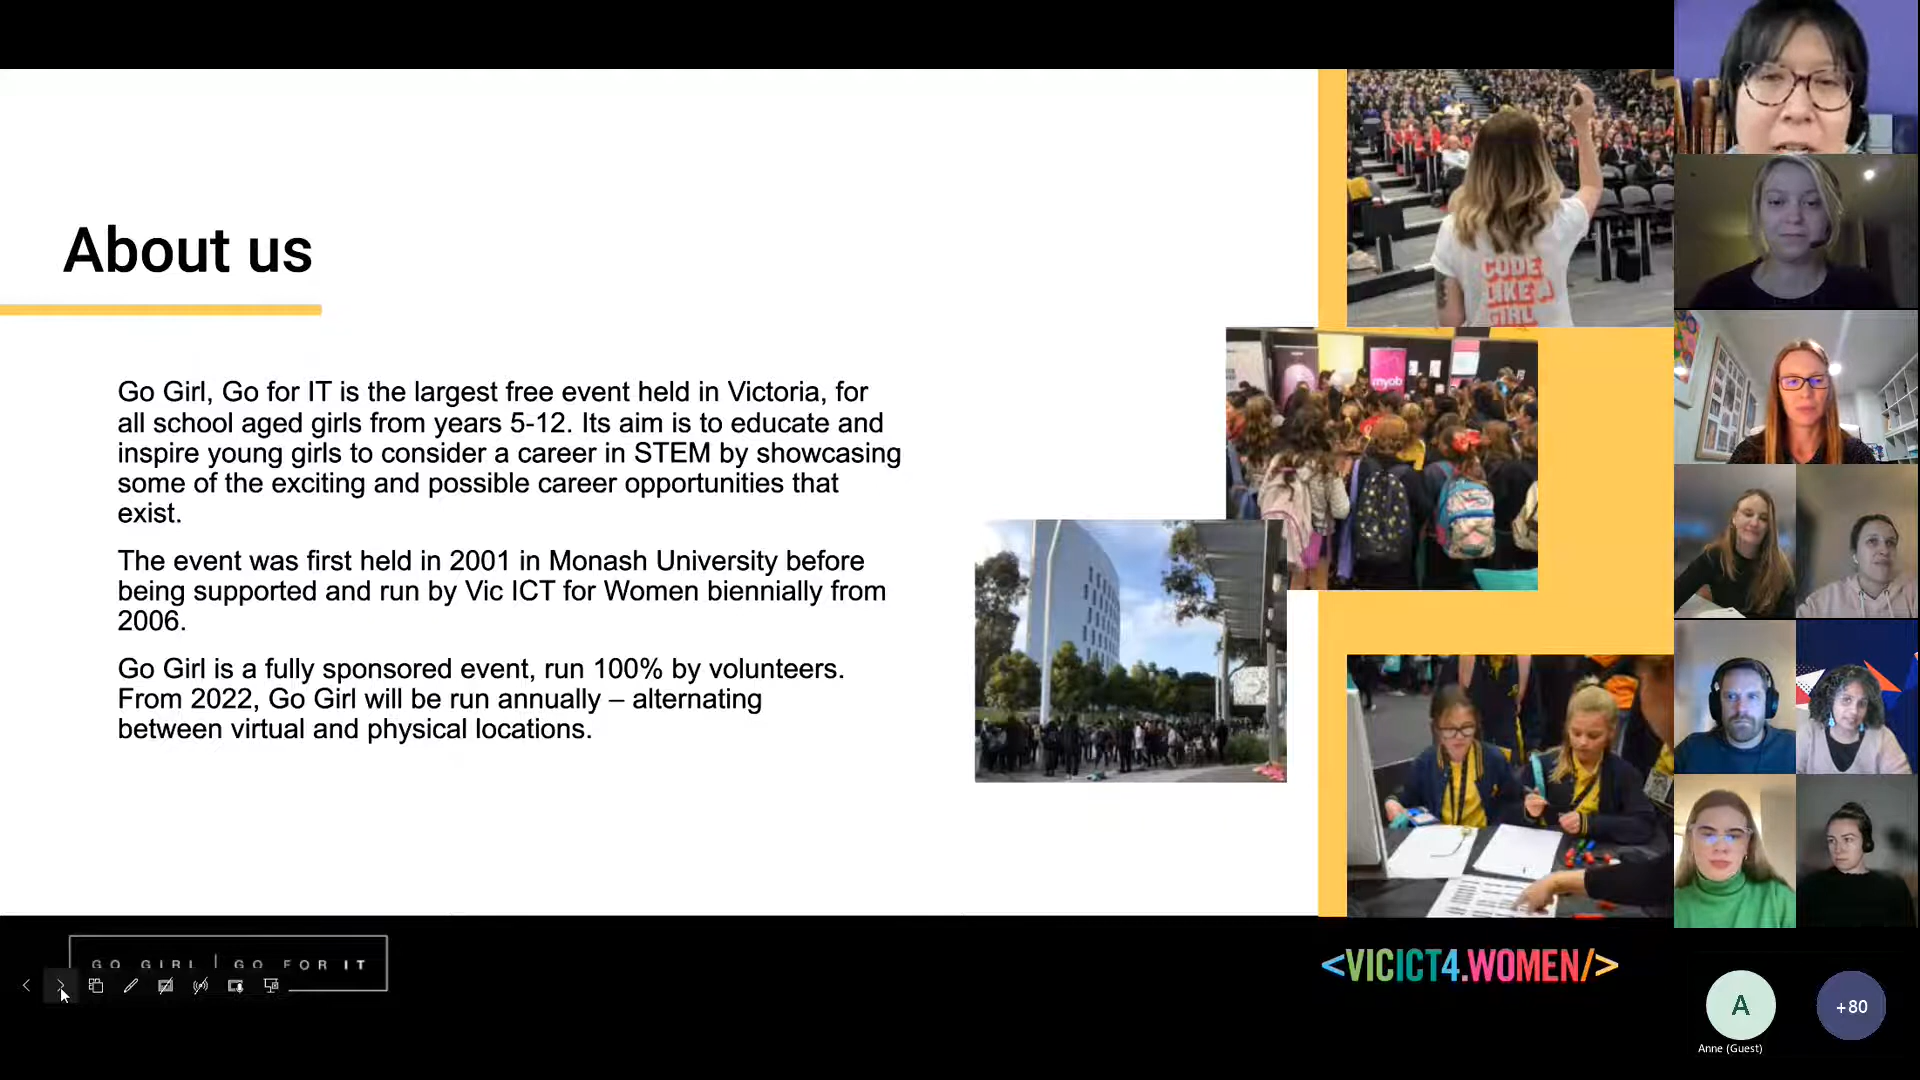 About us
Go Girl, Go for IT is the largest free event held in Victoria, for
all school aged girls from years 5-12. Its aim is to educate and
inspire young girls to consider a career in STEM by showcasing
some of the exciting and possible career opportunities that
exist.
The event was first held in 2001 in Monash University before
being supported and run by Vic ICT for Women biennially from
2006.
Go Girl is a fully sponsored event, run 100% by volunteers.
From 2022, Go Girl will be run annually – alternating
between virtual and physical locations.
CODE
LIKE A
GIRL
myob
GO GIRL | GO FOR IT
<VICICT4.WOMEN/>
A
+80
Anne (Guest)